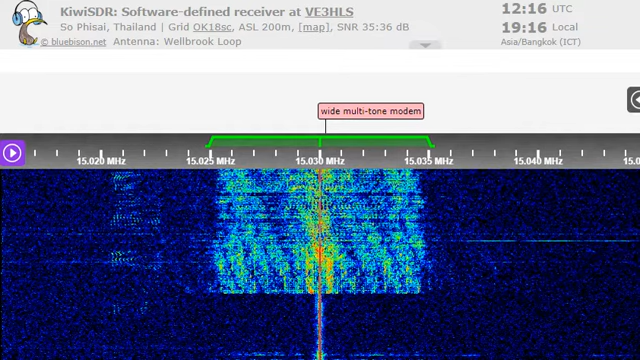 KiwiSDR: Software-defined receiver at VE3HLS
12:16 UTC
So Phisai, Thailand | Grid OK18sc, ASL 200m, [map], SNR 35:36 dB
19:16 Local
© bluebison.net Antenna: Wellbrook Loop
Asia/Bangkok (ICT)
wide multi-tone modem
15.020 MHz 15.025 MHz 15.030 MHz 15.035 MHz 15.040 MHz